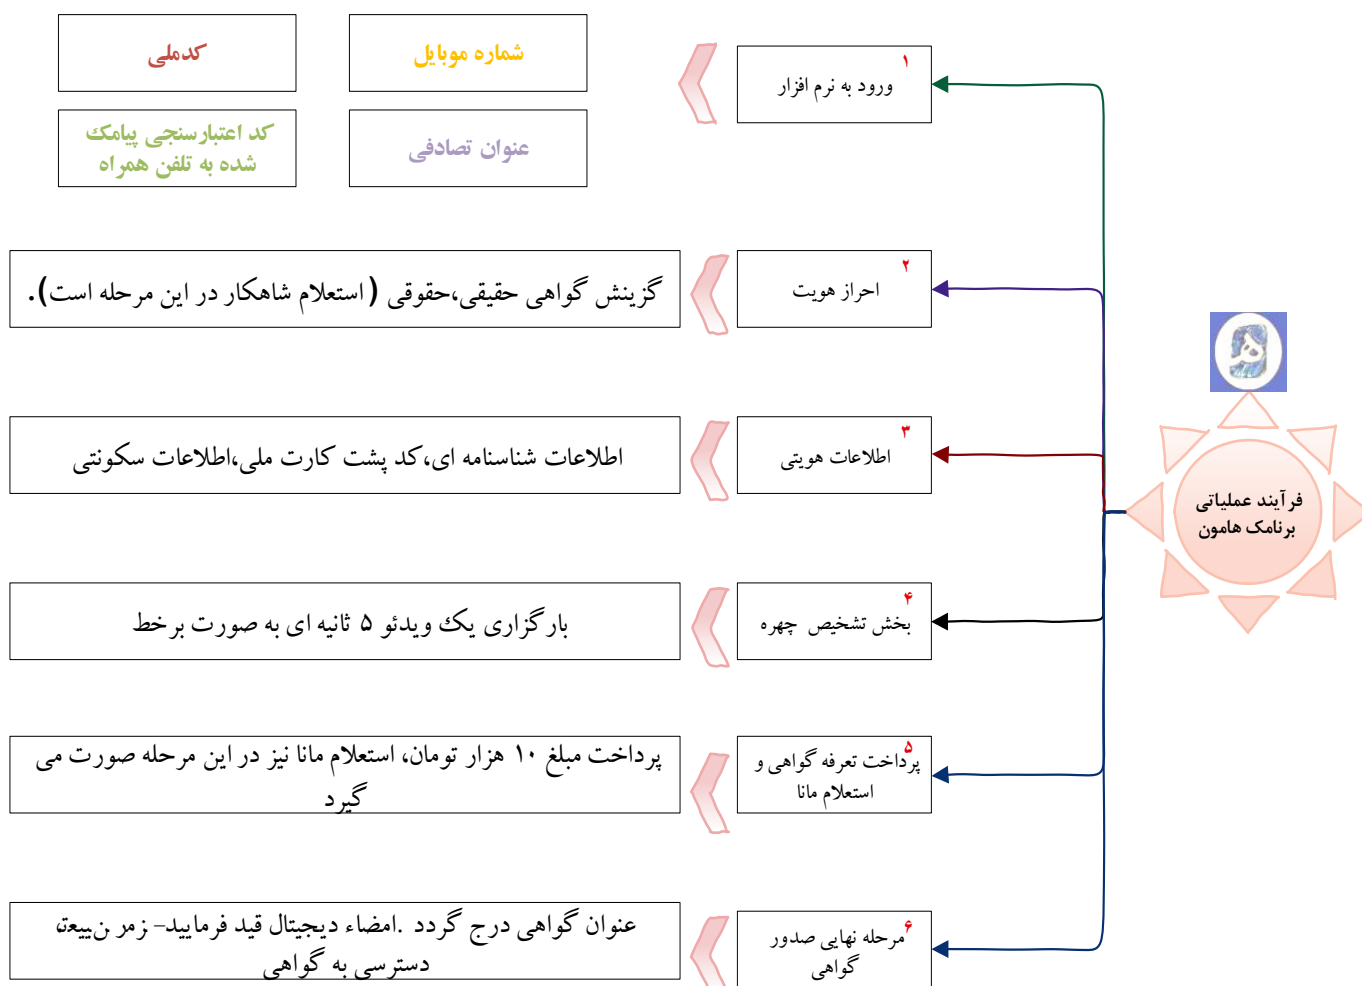 فرآیند عملیاتی
برنامک هامون
۱
ورود به نرم افزار
شماره موبایل
کدملی
عنوان تصادفی
کد اعتبارسنجی پیامک
شده به تلفن همراه
۲
احراز هویت
گزینش گواهی حقیقی،حقوقی (استعلام شاهکار در این مرحله است).
۳
اطلاعات هویتی
اطلاعات شناسنامه ای،کد پشت کارت ملی،اطلاعات سکونتی
۴
بخش تشخیص چهره
بارگزاری یک ویدئو ۵ ثانیه ای به صورت برخط
۵
پرداخت تعرفه گواهی و
استعلام مانا
پرداخت مبلغ ۱۰ هزار تومان، استعلام مانا نیز در این مرحله صورت می
گیرد
۶
مرحله نهایی صدور
گواهی
عنوان گواهی درج گردد .امضاء دیجیتال قید فرمایید- زمر نییعت
دسترسی به گواهی